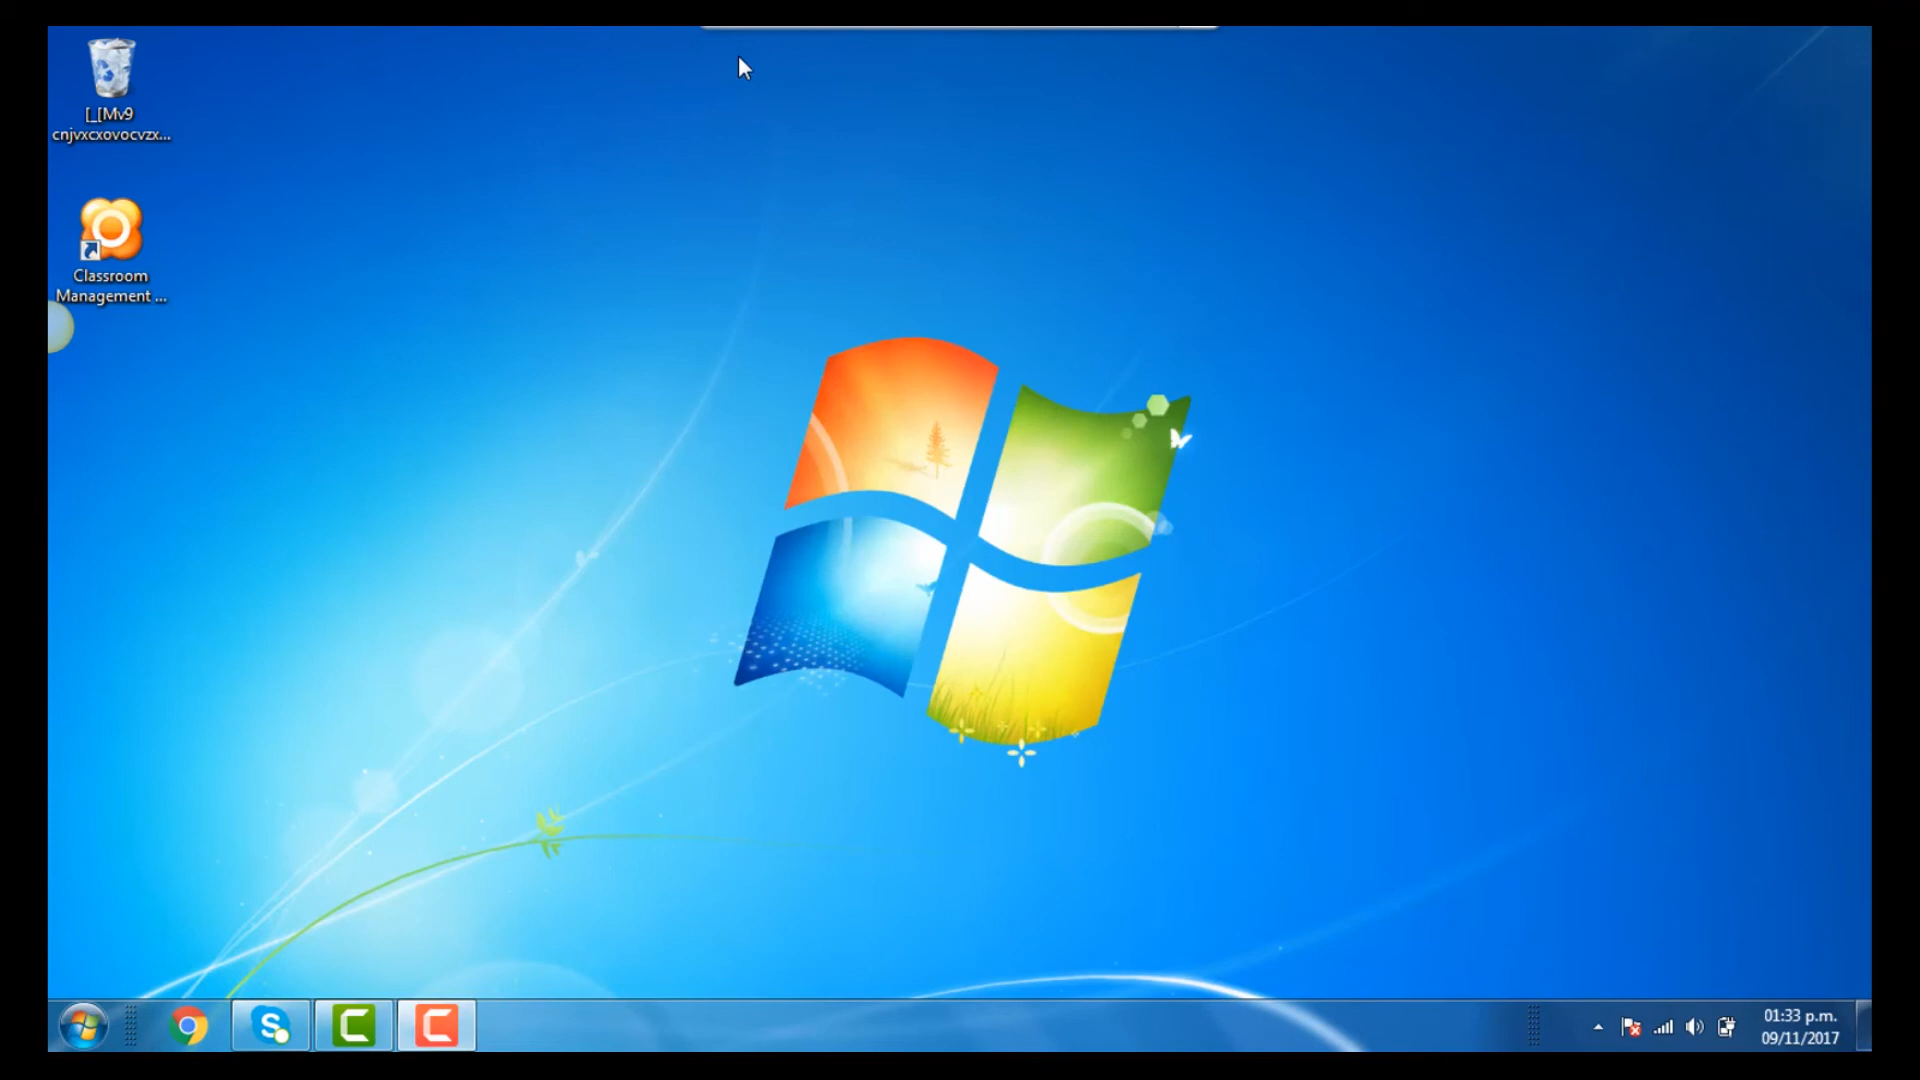 [_[Mv9
cnjvxcxovocvzx...
Classroom
Management ...
01:33 p.m.
09/11/2017